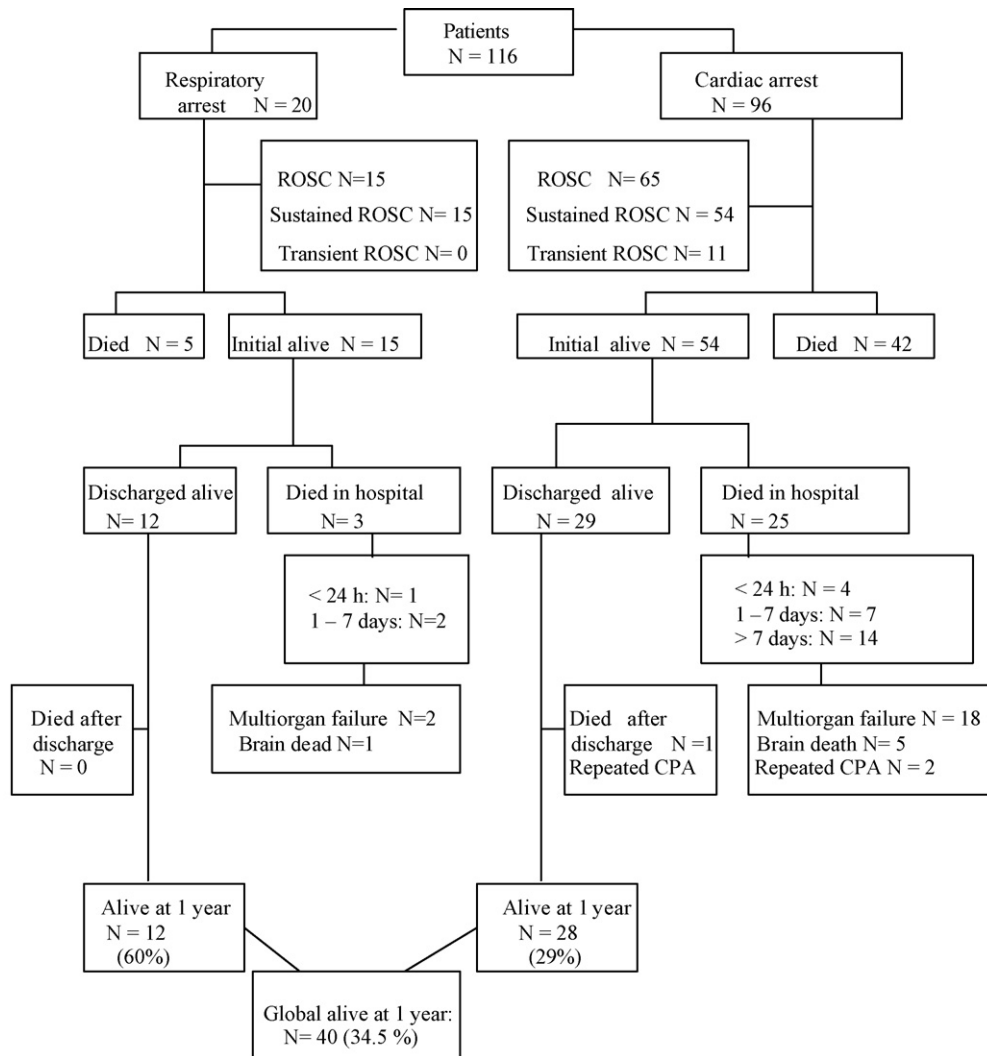 Patients
N = 116
Respiratory
arrest N = 20
Cardiac arrest
N = 96
ROSC N=15
Sustained ROSC N= 15
Transient ROSC N= 0
ROSC N= 65
Sustained ROSC N = 54
Transient ROSC N= 11
Died N = 5
Initial alive N = 15
Initial alive N = 54
Died N = 42
Discharged alive
N= 12
Died in hospital
N = 3
Discharged alive
N = 29
Died in hospital
N = 25
< 24 h: N= 1
1 – 7 days: N=2
< 24 h: N = 4
1 – 7 days: N = 7
> 7 days: N = 14
Died after
discharge
N = 0
Multiorgan failure N=2
Brain dead N=1
Died after
discharge N =1
Repeated CPA
Multiorgan failure N = 18
Brain death N= 5
Repeated CPA N = 2
Alive at 1 year
N = 12
(60%)
Alive at 1 year
N = 28
(29%)
Global alive at 1 year:
N= 40 (34.5 %)